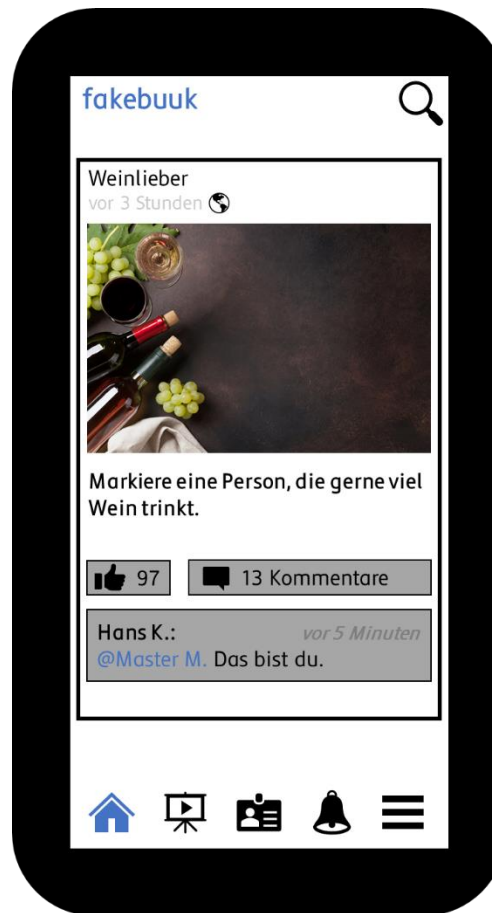 fakebuuk
Weinlieber
vor 3 Stunden
Markiere eine Person, die gerne viel
Wein trinkt.
97
13 Kommentare
Hans K.: vor 5 Minuten
@Master M. Das bist du.